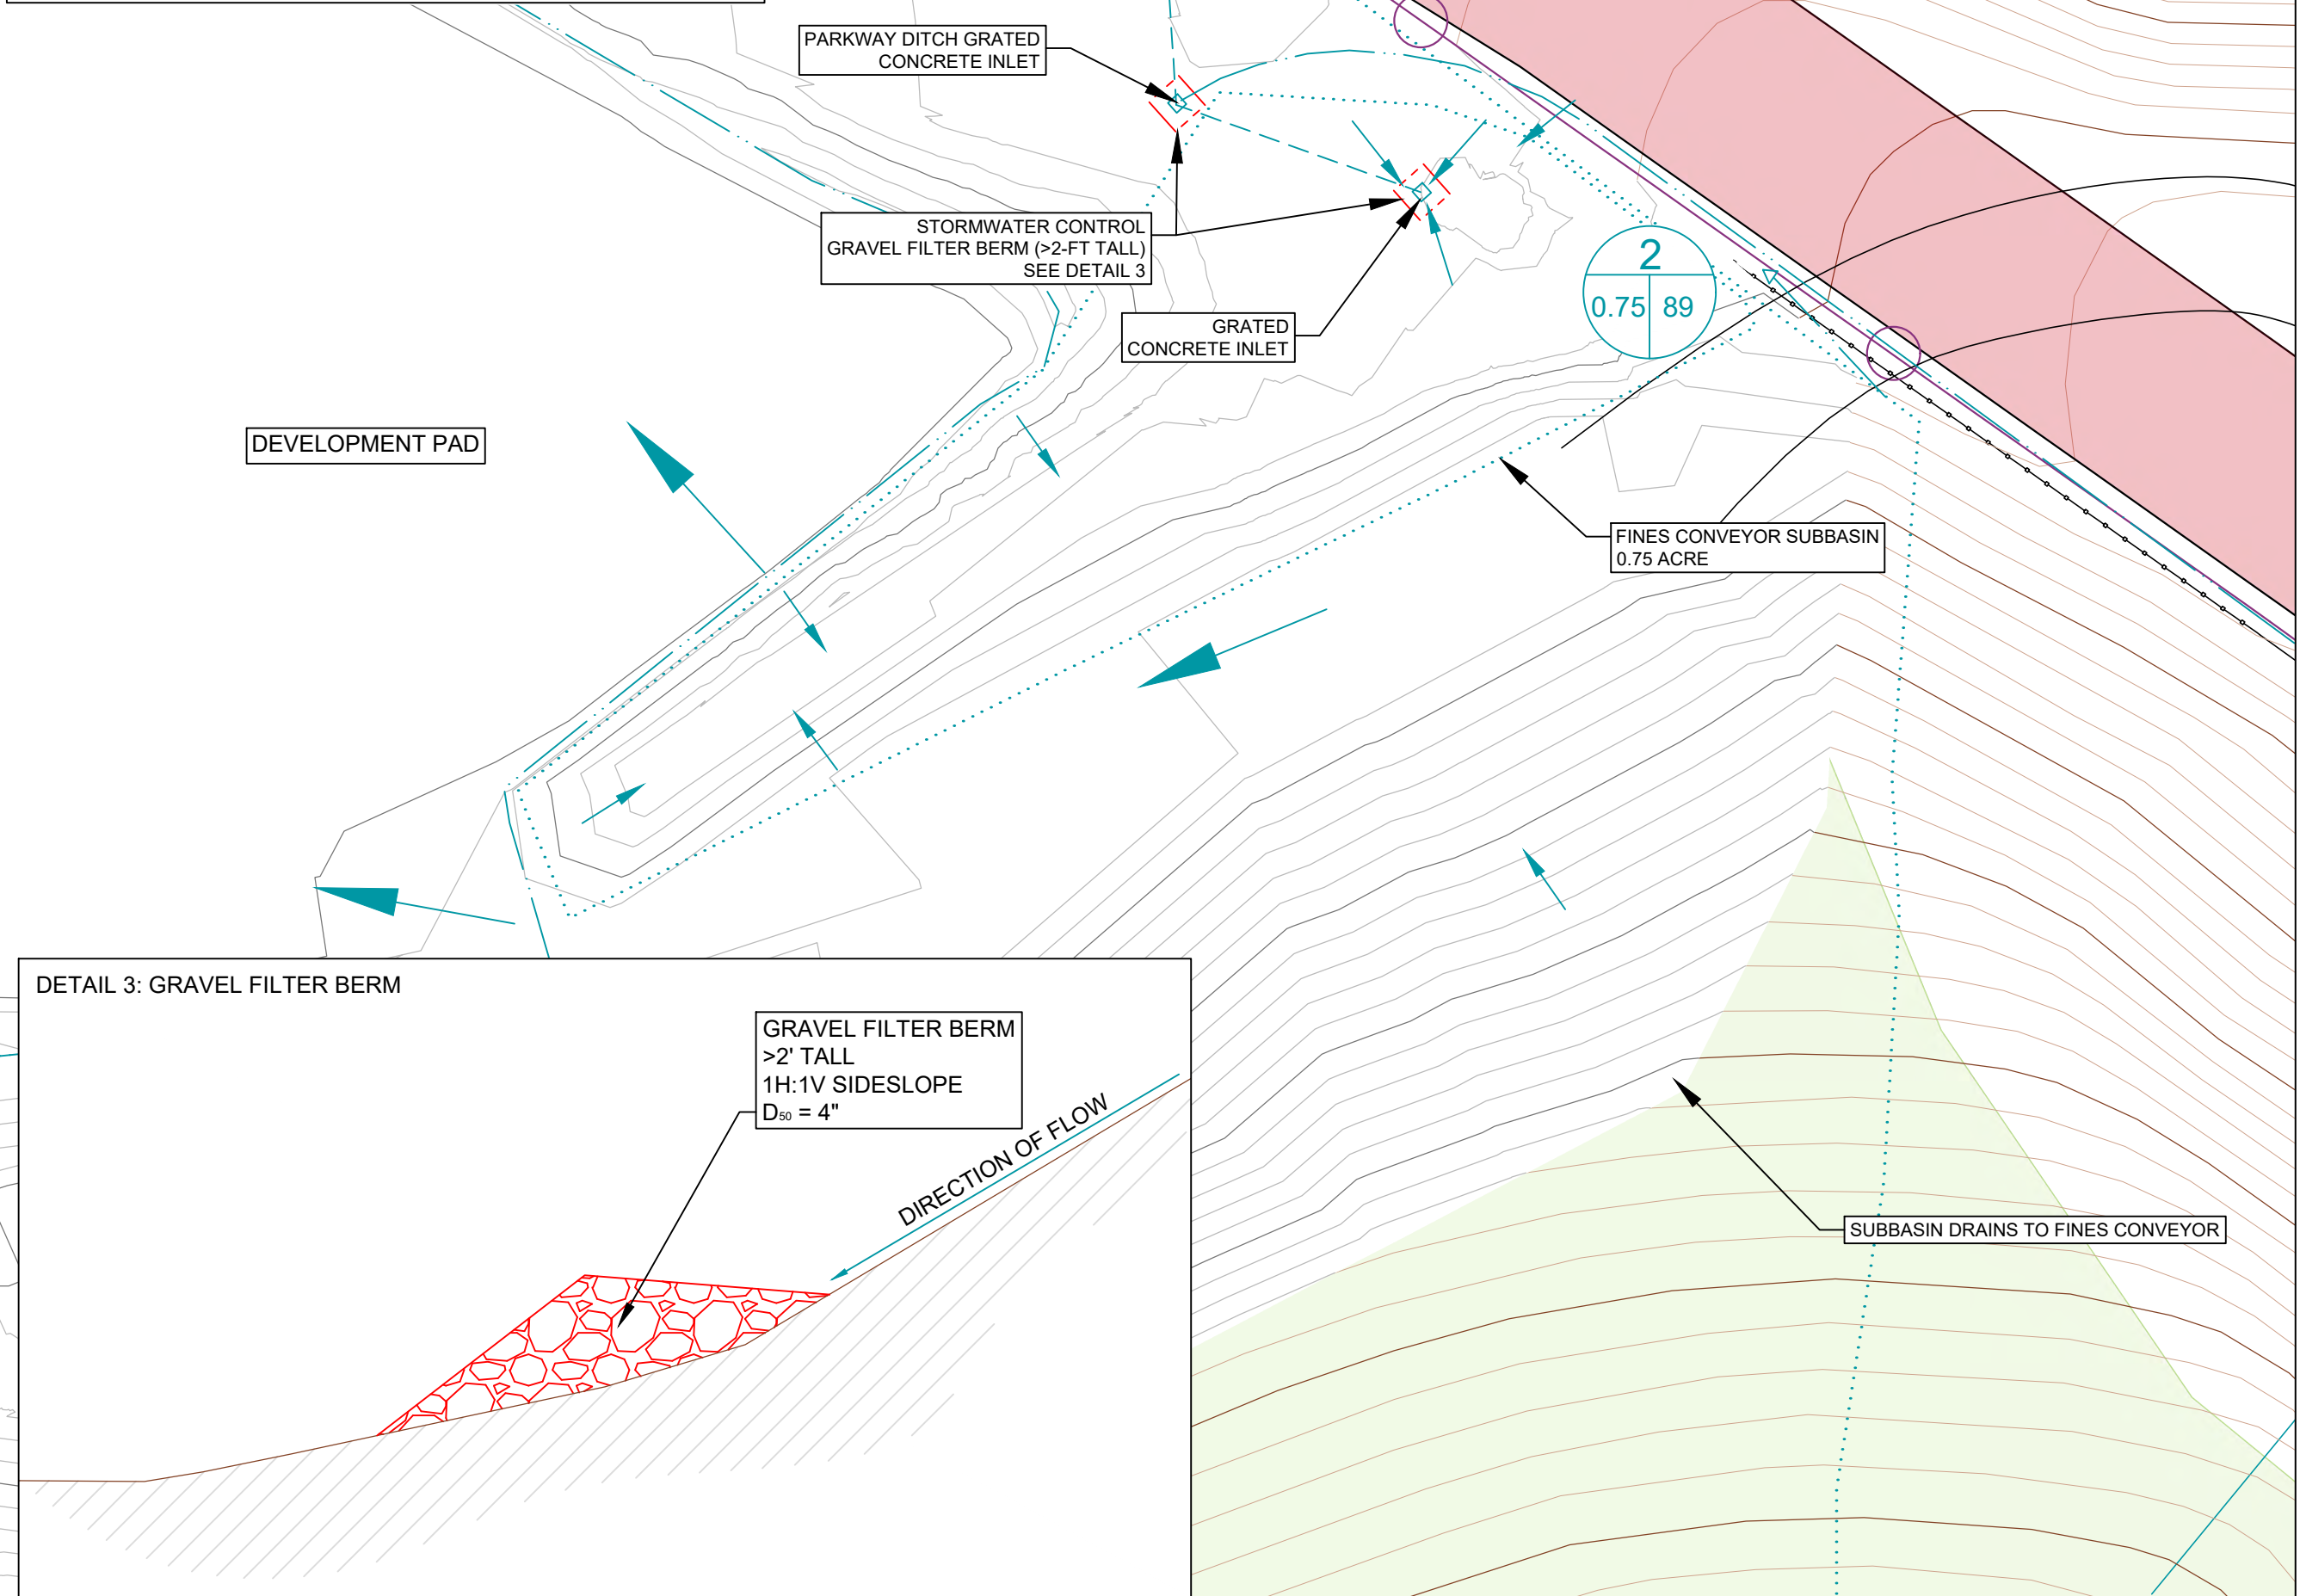 PARKWAY DITCH GRATED
CONCRETE INLET
STORMWATER CONTROL
GRAVEL FILTER BERM (>2-FT TALL)
SEE DETAIL 3
GRATED
CONCRETE INLET
2
0.75 89
DEVELOPMENT PAD
FINES CONVEYOR SUBBASIN
0.75 ACRE
DETAIL 3: GRAVEL FILTER BERM
GRAVEL FILTER BERM
>2' TALL
1H:1V SIDESLOPE
D₅₀ = 4"
DIRECTION OF FLOW
SUBBASIN DRAINS TO FINES CONVEYOR